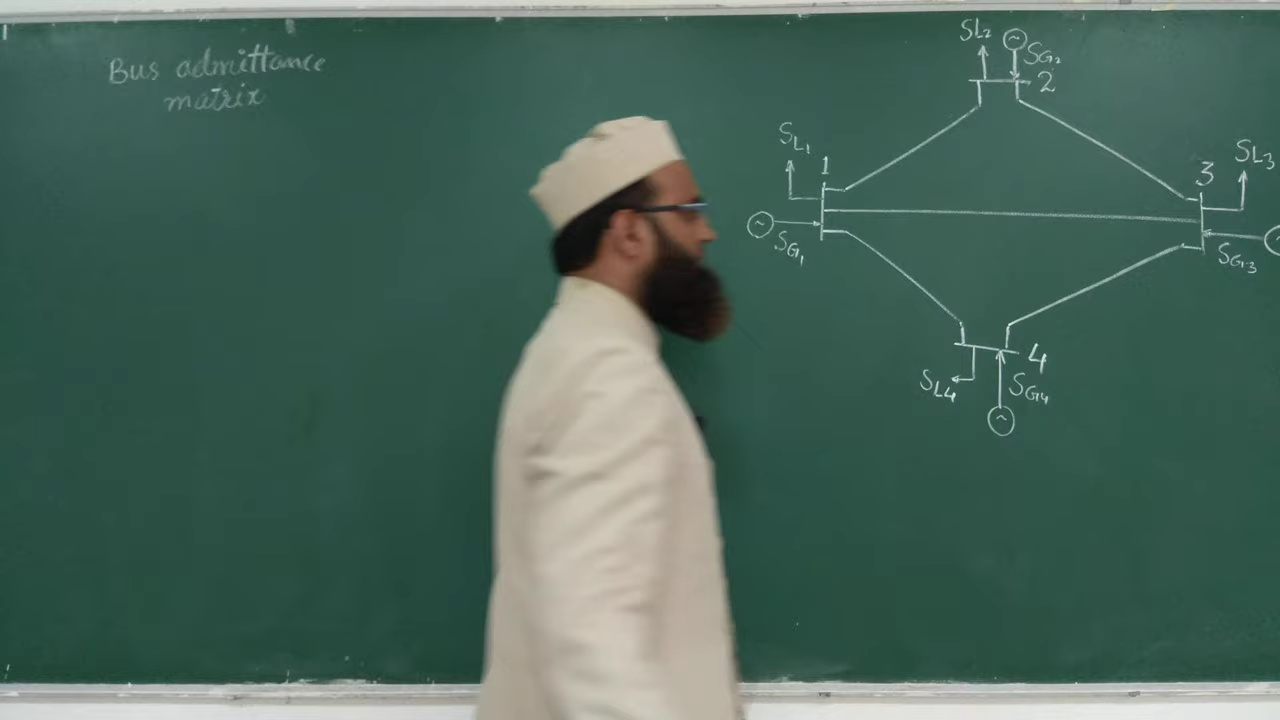 Bus admittance
matrix
SL2
SG2
2
SL1
1
SG1
3
SL3
SG3
4
SL4
SG4